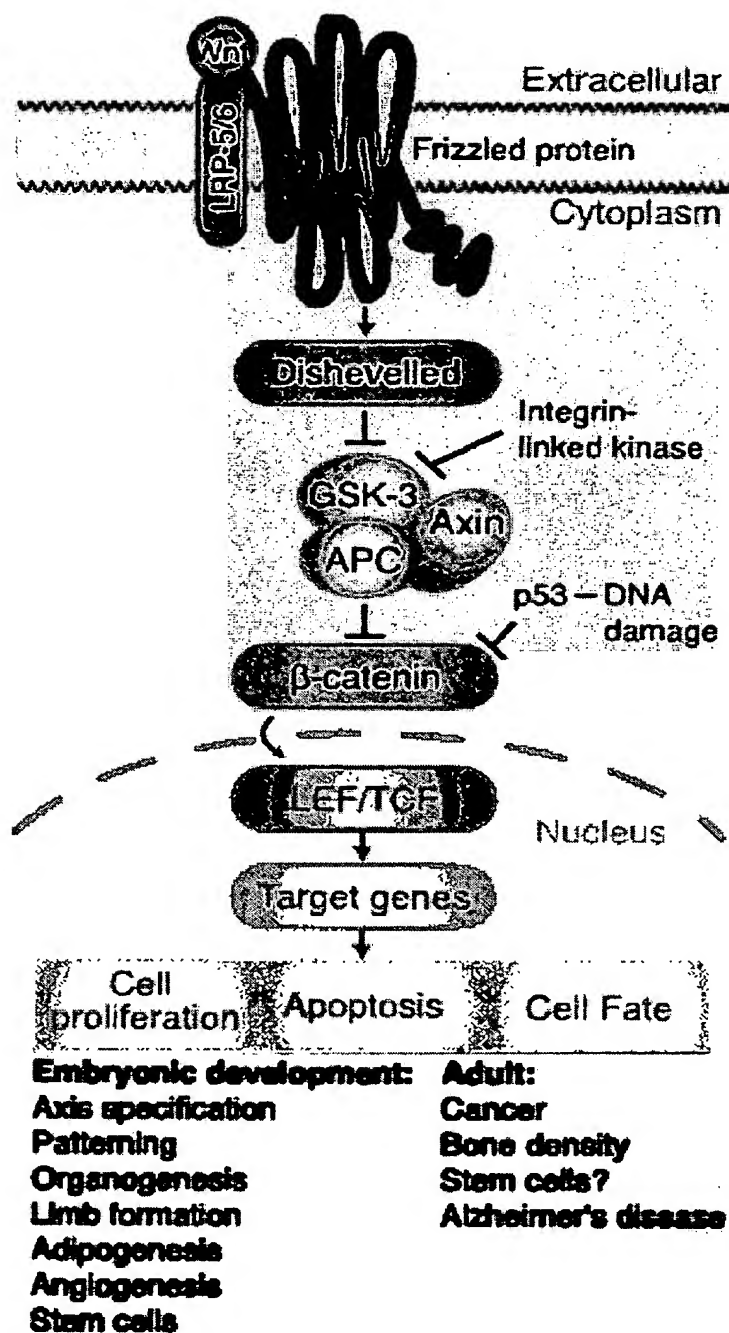 Wnt
Extracellular
LRP-5/6
Frizzled protein
Cytoplasm
Dishevelled
Integrin-
linked kinase
GSK-3
Axin
APC
p53 – DNA
damage
β-catenin
LEF/TCF
Nucleus
Target genes
Cell
proliferation
Apoptosis
Cell Fate
Embryonic development:
Axis specification
Patterning
Organogenesis
Limb formation
Adipogenesis
Angiogenesis
Stem cells
Adult:
Cancer
Bone density
Stem cells?
Alzheimer's disease